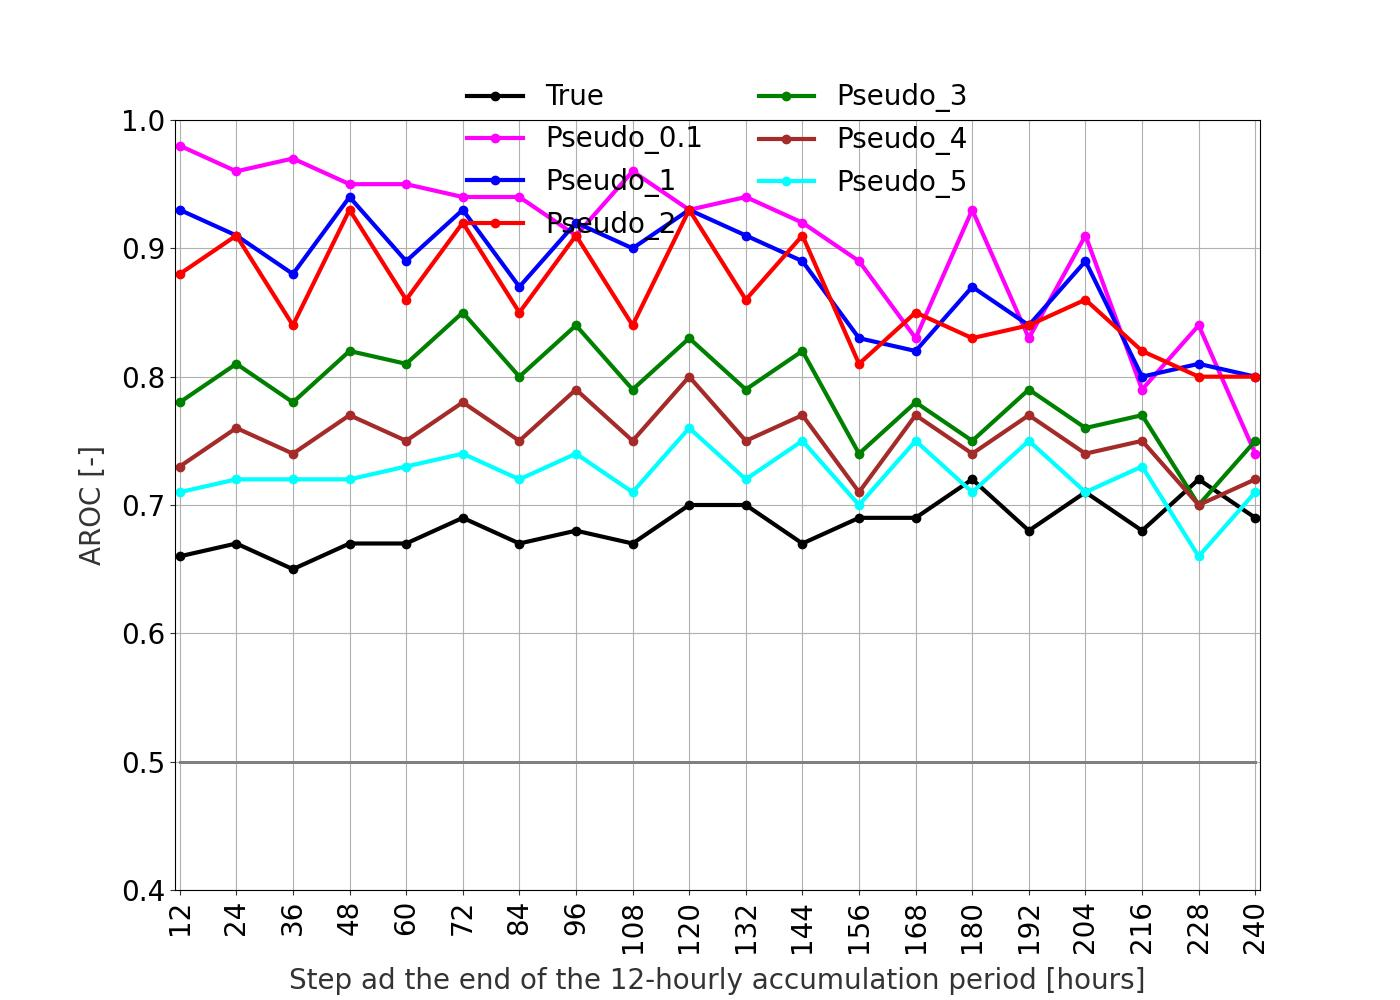 True
Pseudo_0.1
Pseudo_1
Pseudo_2
Pseudo_3
Pseudo_4
Pseudo_5
1.0
0.9
0.8
0.7
0.6
0.5
0.4
AROC [-]
12 24 36 48 60 72 84 96 108 120 132 144 156 168 180 192 204 216 228 240
Step ad the end of the 12-hourly accumulation period [hours]